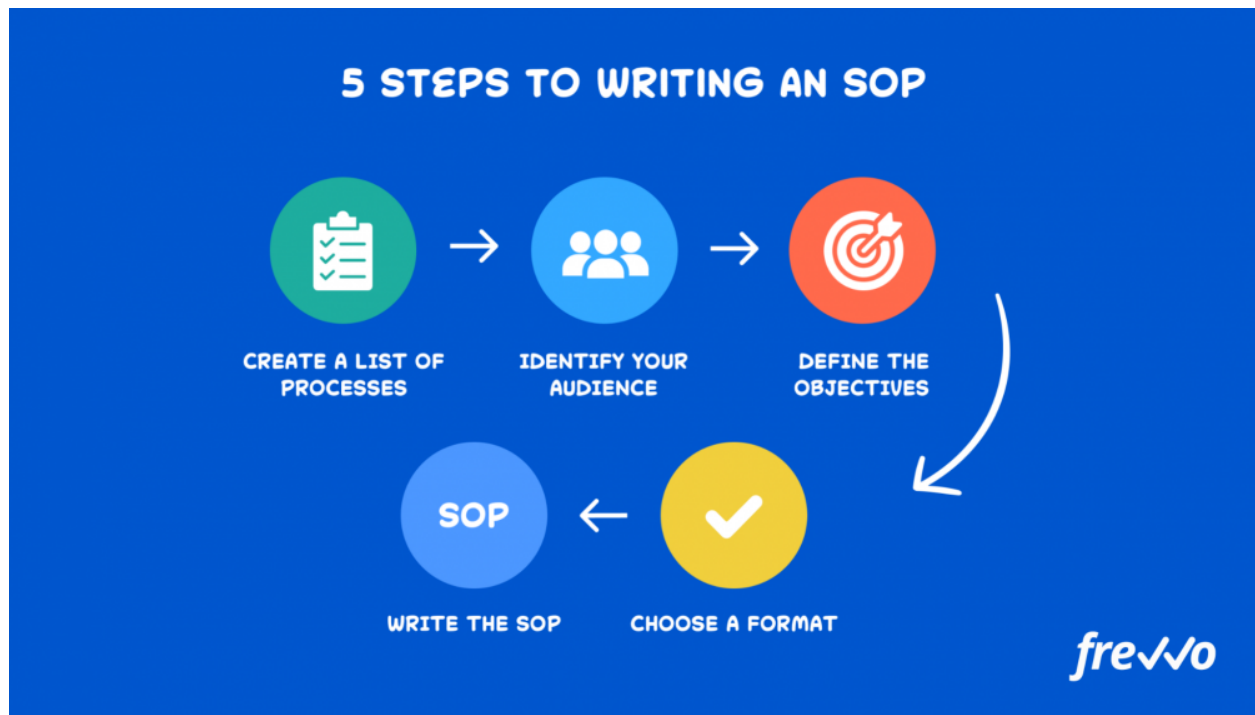 5 STEPS TO WRITING AN SOP
CREATE A LIST OF
PROCESSES
IDENTIFY YOUR
AUDIENCE
DEFINE THE
OBJECTIVES
CHOOSE A FORMAT
SOP
WRITE THE SOP
frevvo